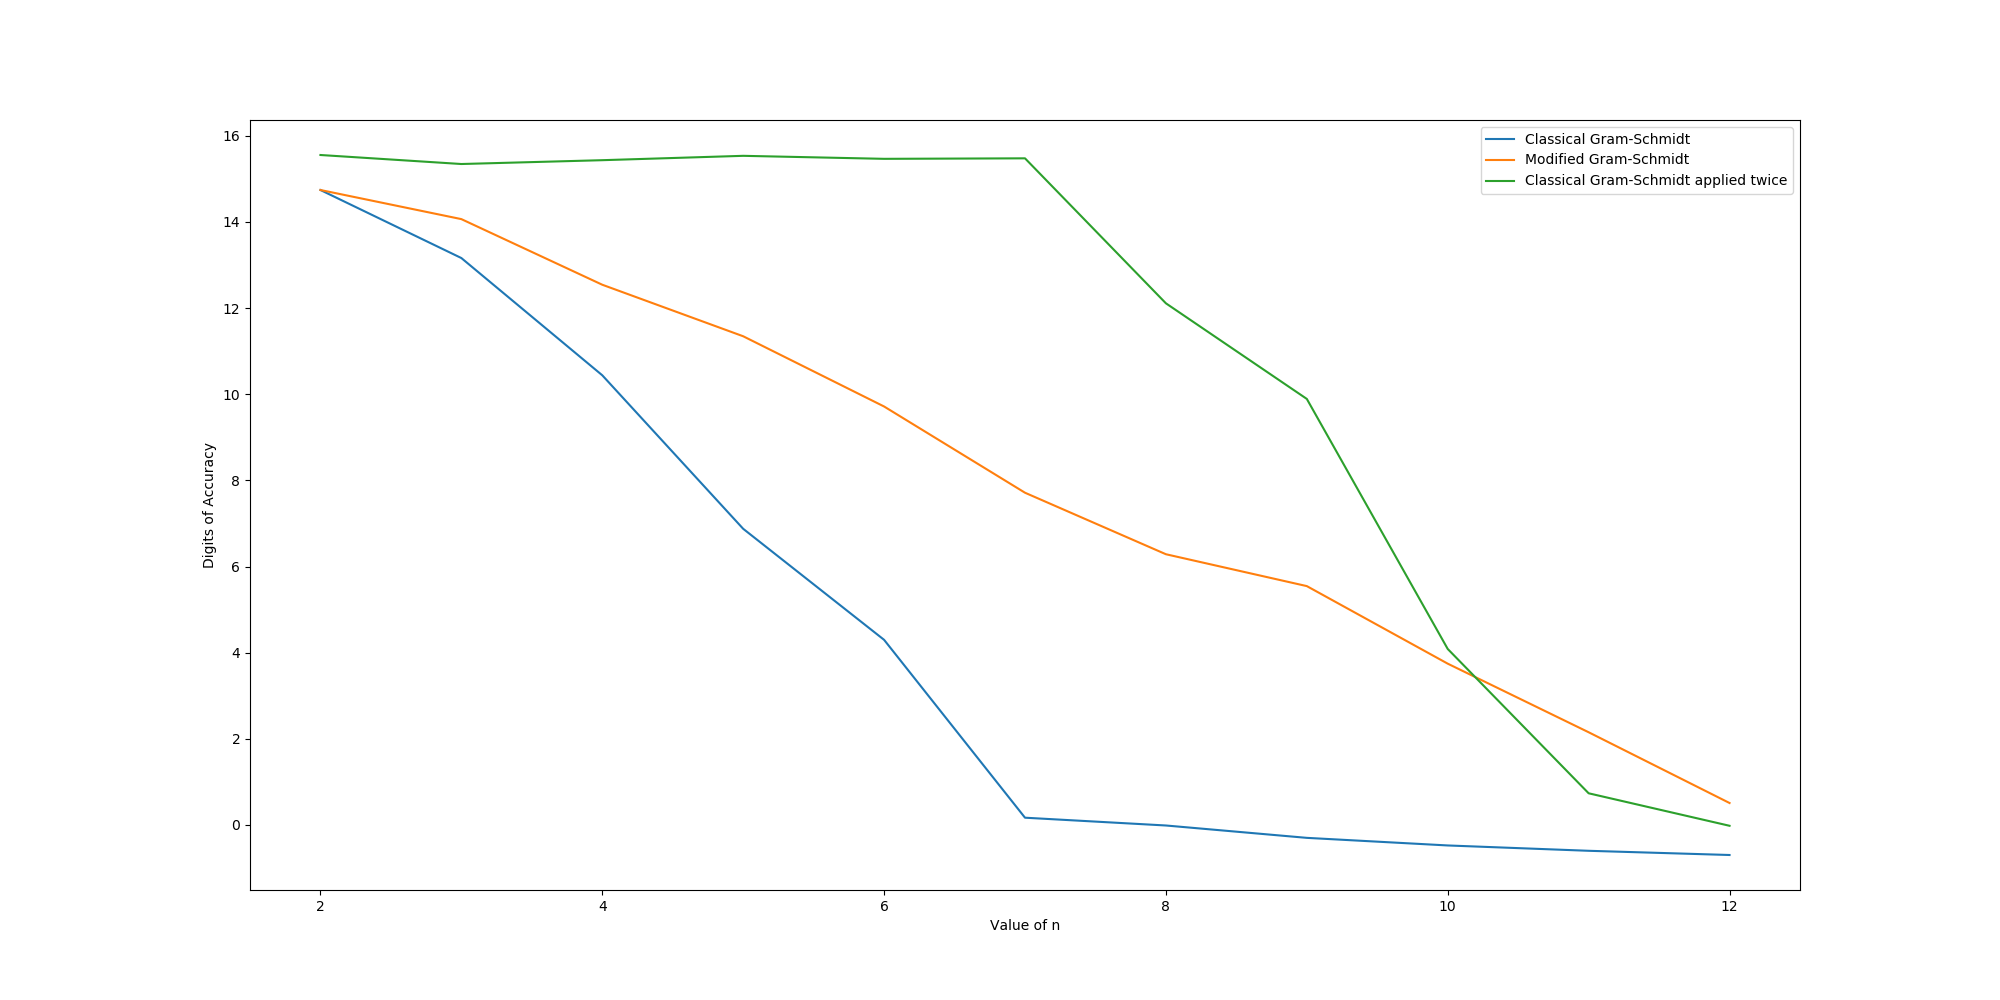 Classical Gram-Schmidt
Modified Gram-Schmidt
Classical Gram-Schmidt applied twice
16
14
12
10
8
6
4
2
0
Digits of Accuracy
2 4 6 8 10 12
Value of n